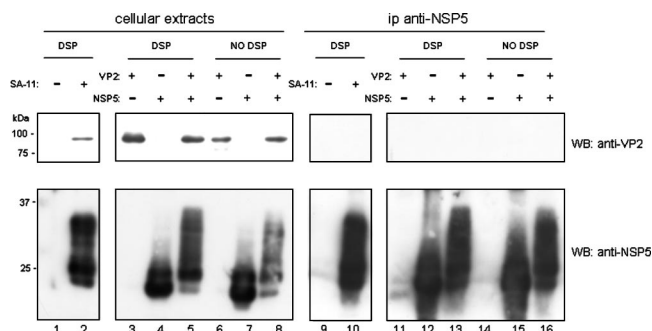 cellular extracts ip anti-NSP5
DSP DSP NO DSP DSP DSP NO DSP
VP2: + - + + - + VP2: + - + + - +
SA-11: - + SA-11: - +
NSP5: - + + - + + NSP5: - + + - + +
kDa
100 -
75 -
WB: anti-VP2
37 -
25 -
WB: anti-NSP5
1 2 3 4 5 6 7 8 9 10 11 12 13 14 15 16